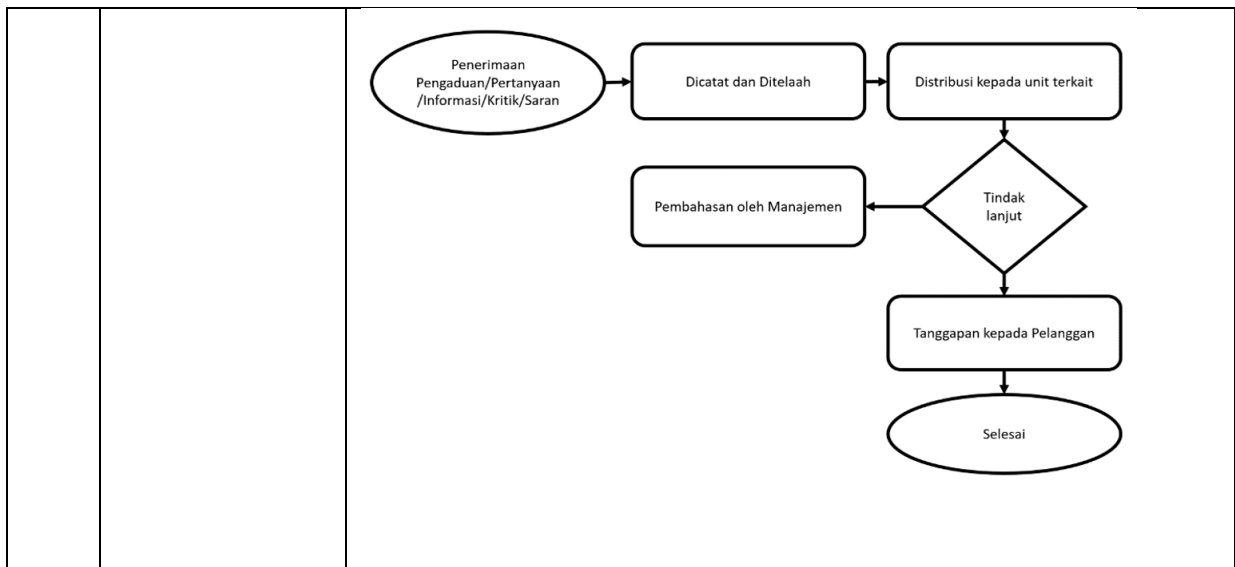 Penerimaan
Pengaduan/Pertanyaan
/Informasi/Kritik/Saran
Dicatat dan Ditelaah
Distribusi kepada unit terkait
Pembahasan oleh Manajemen
Tindak
lanjut
Tanggapan kepada Pelanggan
Selesai